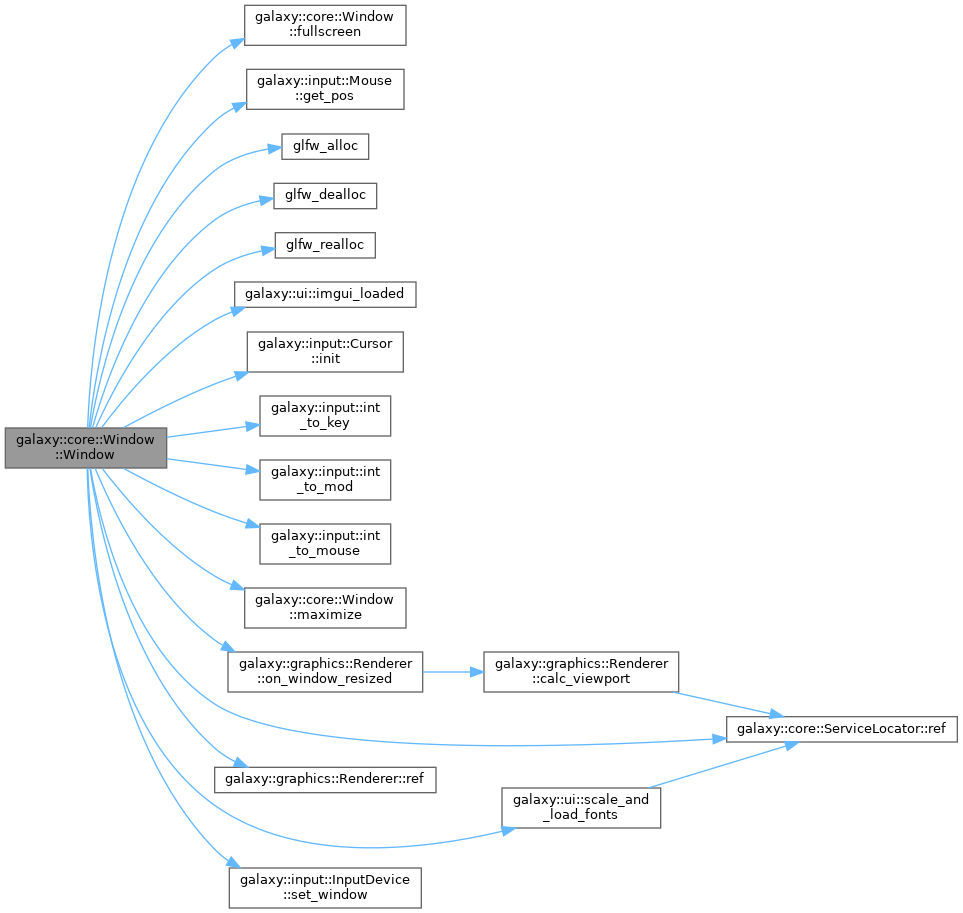 galaxy::core::Window
::fullscreen
galaxy::input::Mouse
::get_pos
glfw_alloc
glfw_dealloc
glfw_realloc
galaxy::ui::imgui_loaded
galaxy::input::Cursor
::init
galaxy::input::int
_to_key
galaxy::core::Window
::Window
galaxy::input::int
_to_mod
galaxy::input::int
_to_mouse
galaxy::core::Window
::maximize
galaxy::graphics::Renderer
::on_window_resized
galaxy::graphics::Renderer
::calc_viewport
galaxy::core::ServiceLocator::ref
galaxy::graphics::Renderer::ref
galaxy::ui::scale_and
_load_fonts
galaxy::input::InputDevice
::set_window